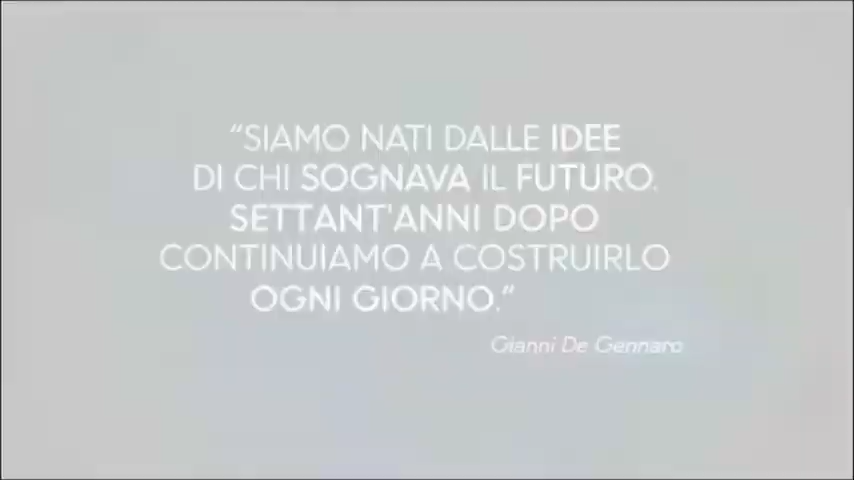 “SIAMO NATI DALLE IDEE
DI CHI SOGNAVA IL FUTURO.
SETTANT'ANNI DOPO
CONTINUIAMO A COSTRUIRLO
OGNI GIORNO.”
Gianni De Gennaro